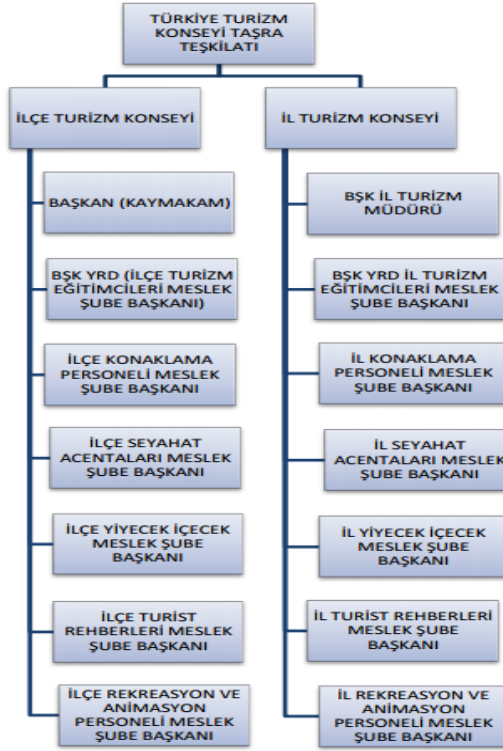 TÜRKİYE TURİZM
KONSEYİ TAŞRA
TEŞKİLATI
İLÇE TURİZM KONSEYİ
BAŞKAN (KAYMAKAM)
BŞK YRD (İLÇE TURİZM
EĞİTİMCİLERİ MESLEK
ŞUBE BAŞKANI)
İLÇE KONAKLAMA
PERSONELİ MESLEK
ŞUBE BAŞKANI
İLÇE SEYAHAT
ACENTALARI MESLEK
ŞUBE BAŞKANI
İLÇE YİYECEK İÇECEK
MESLEK ŞUBE
BAŞKANI
İLÇE TURİST
REHBERLERİ MESLEK
ŞUBE BAŞKANI
İLÇE REKREASYON VE
ANİMASYON
PERSONELİ MESLEK
ŞUBE BAŞKANI
İL TURİZM KONSEYİ
BŞK İL TURİZM
MÜDÜRÜ
BŞK YRD İL TURİZM
EĞİTİMCİLERİ MESLEK
ŞUBE BAŞKANI
İL KONAKLAMA
PERSONELİ MESLEK
ŞUBE BAŞKANI
İL SEYAHAT
ACENTALARI MESLEK
ŞUBE BAŞKANI
İL YİYECEK İÇECEK
MESLEK ŞUBE
BAŞKANI
İL TURİST REHBERLERİ
MESLEK ŞUBE
BAŞKANI
İL REKREASYON VE
ANİMASYON
PERSONELİ MESLEK
ŞUBE BAŞKANI